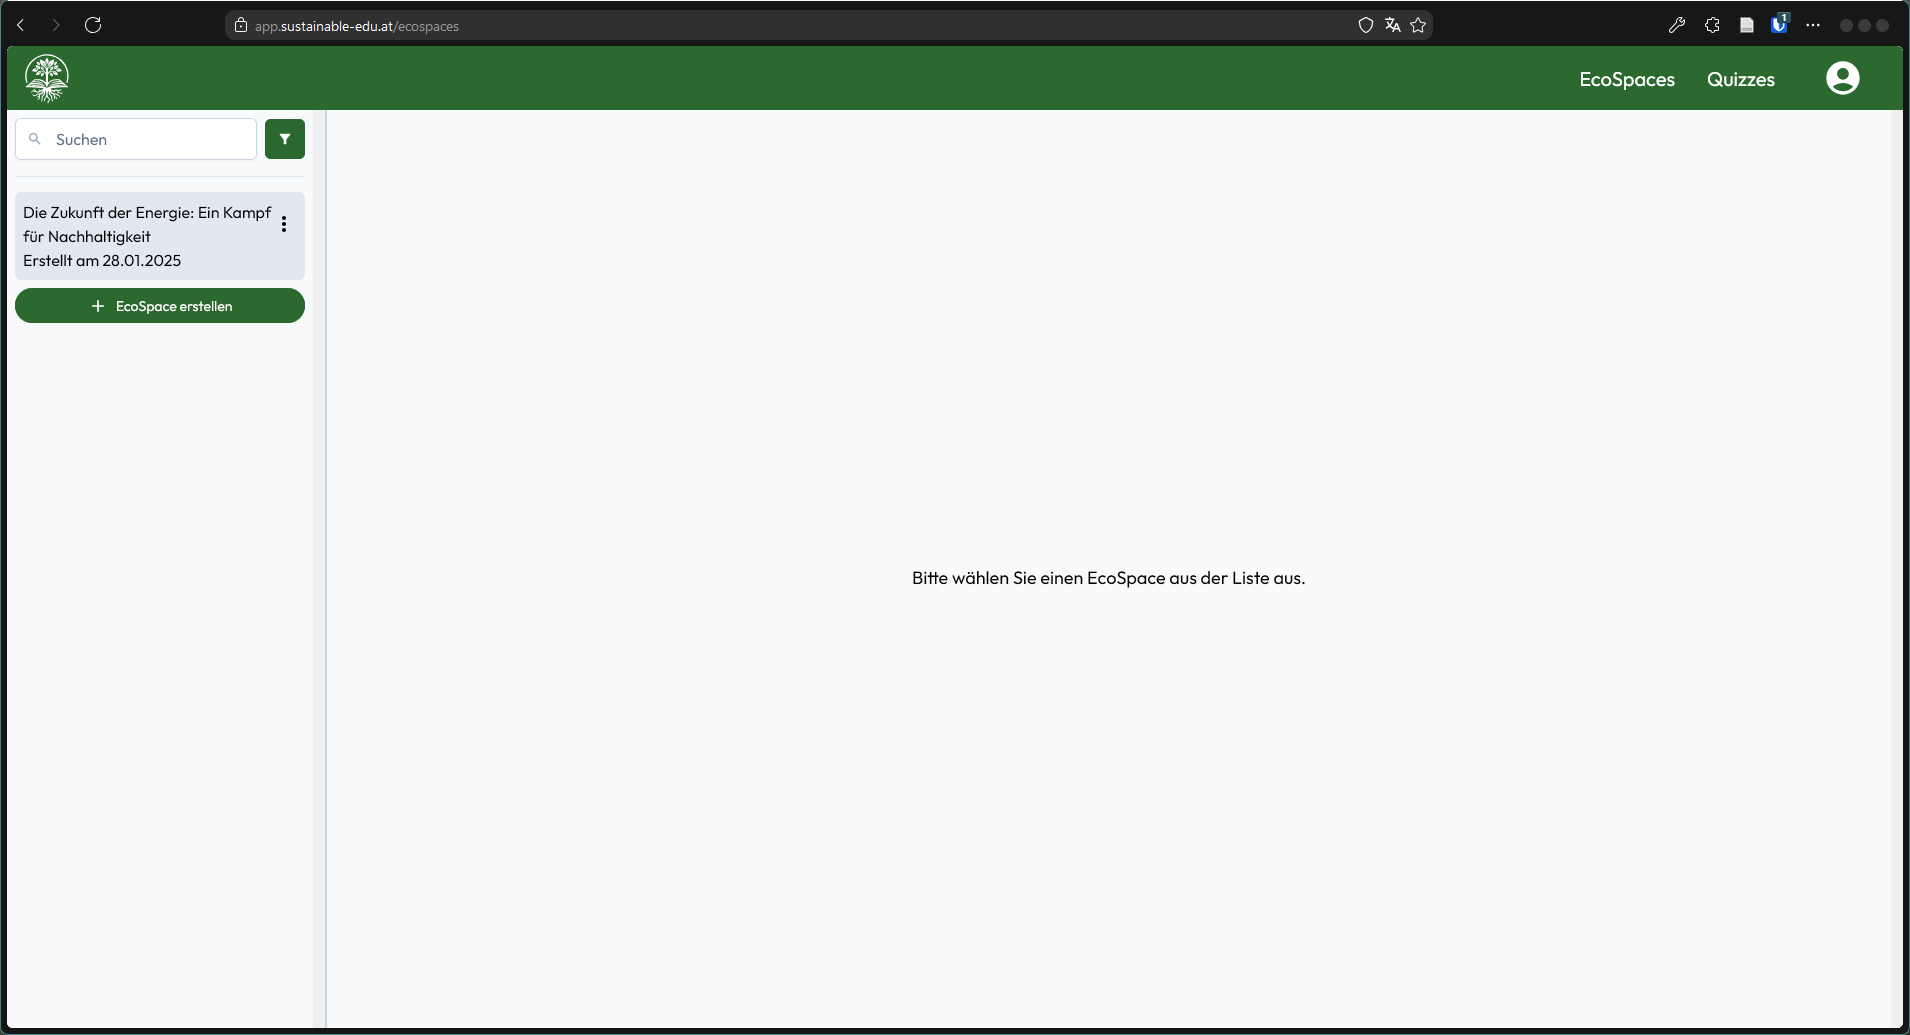 app.sustainable-edu.at/ecospaces
1
EcoSpaces
Quizzes
Suchen
Die Zukunft der Energie: Ein Kampf
für Nachhaltigkeit
Erstellt am 28.01.2025
EcoSpace erstellen
Bitte wählen Sie einen EcoSpace aus der Liste aus.